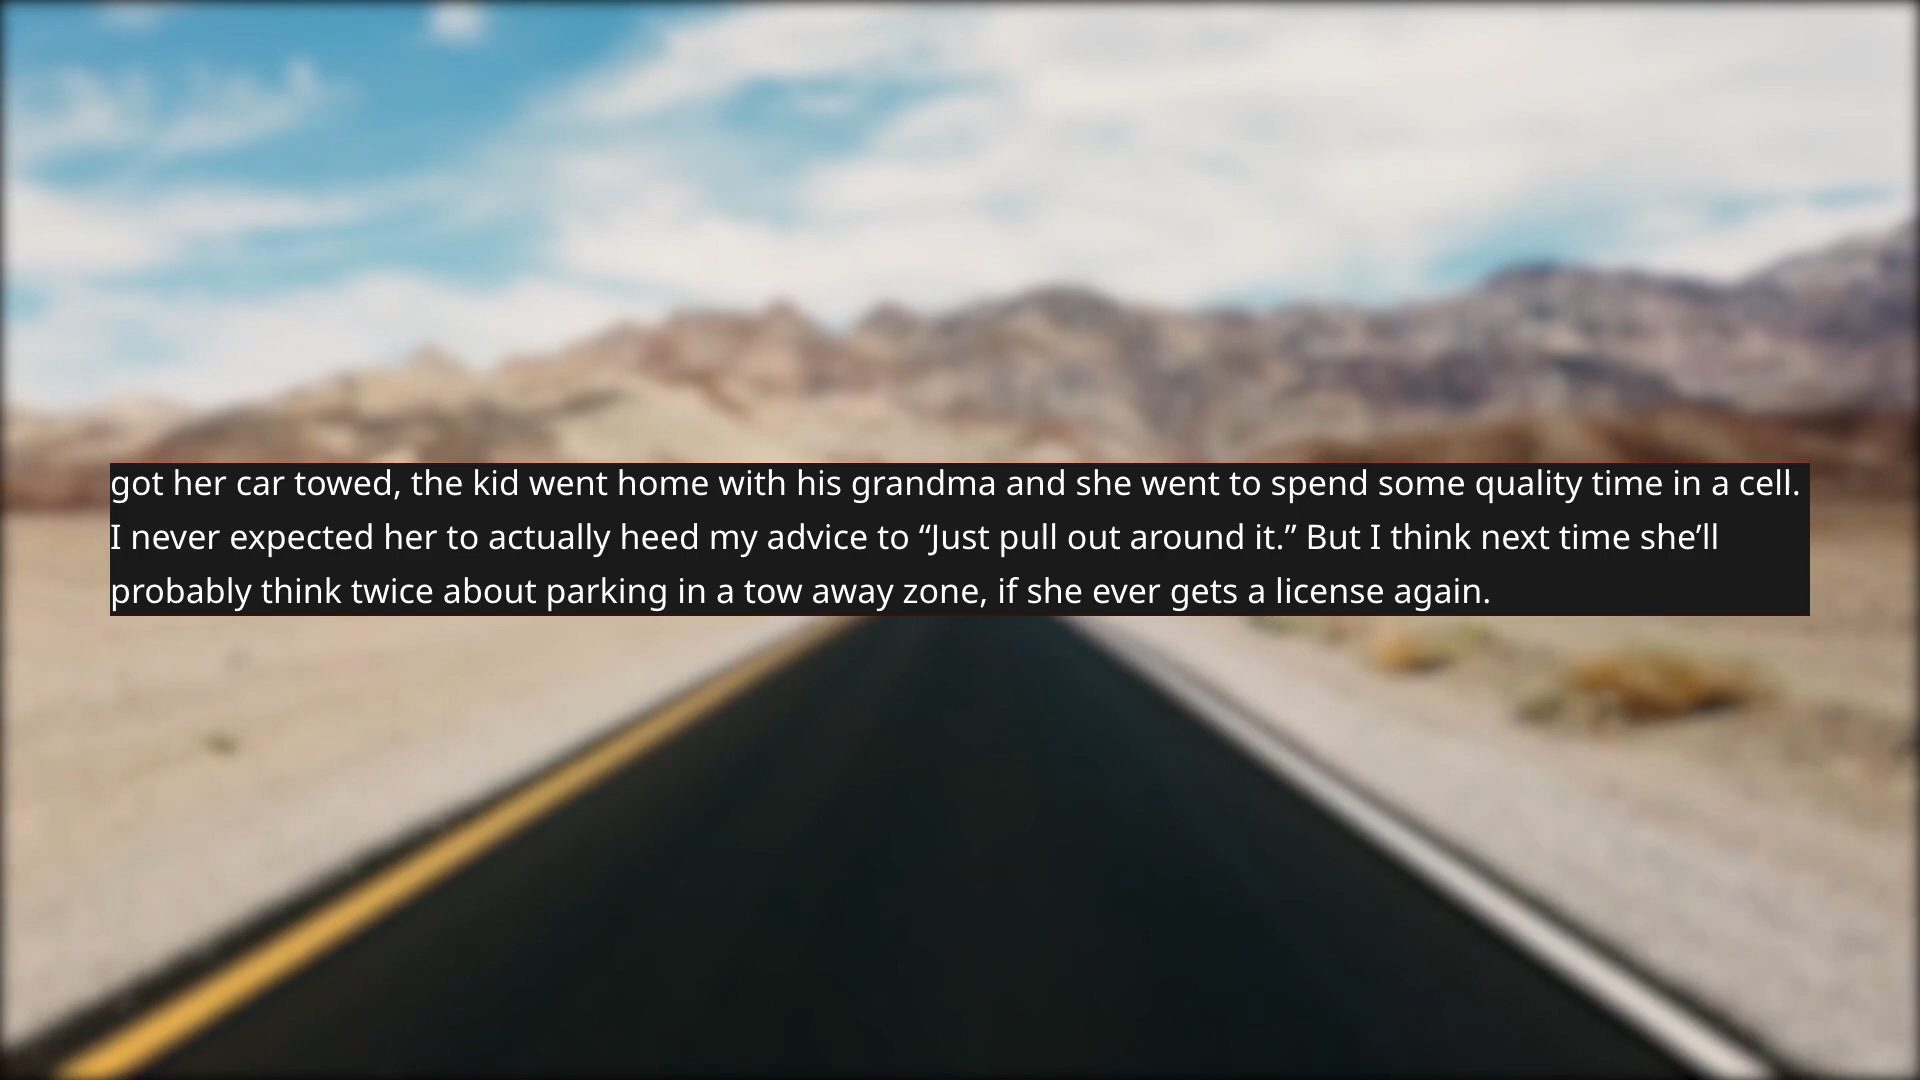 got her car towed, the kid went home with his grandma and she went to spend some quality time in a cell.
I never expected her to actually heed my advice to “Just pull out around it.” But I think next time she’ll
probably think twice about parking in a tow away zone, if she ever gets a license again.